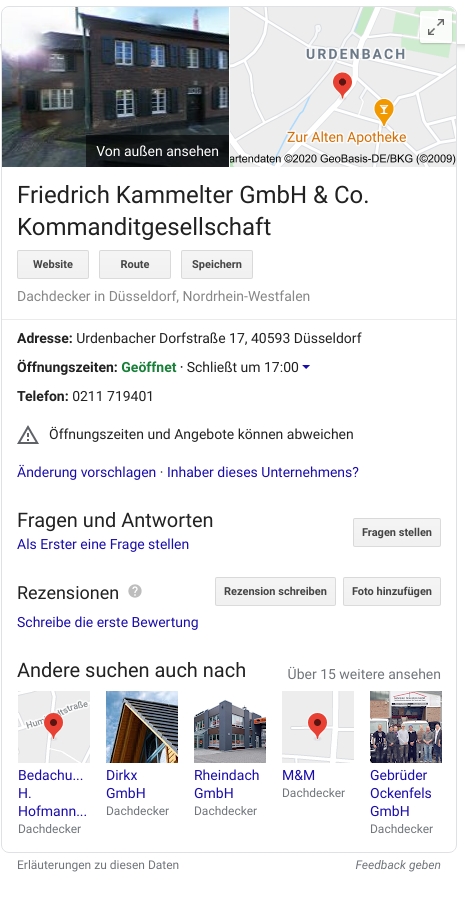 URDENBACH
Zur Alten Apotheke
Von außen ansehen
artendaten ©2020 GeoBasis-DE/BKG (©2009)
Friedrich Kammelter GmbH & Co.
Kommanditgesellschaft
Website Route Speichern
Dachdecker in Düsseldorf, Nordrhein-Westfalen
Adresse: Urdenbacher Dorfstraße 17, 40593 Düsseldorf
Öffnungszeiten: Geöffnet · Schließt um 17:00
Telefon: 0211 719401
Öffnungszeiten und Angebote können abweichen
Änderung vorschlagen · Inhaber dieses Unternehmens?
Fragen und Antworten
Fragen stellen
Als Erster eine Frage stellen
Rezensionen ? Rezension schreiben Foto hinzufügen
Schreibe die erste Bewertung
Andere suchen auch nach Über 15 weitere ansehen
Bedachu...
H.
Hofmann...
Dachdecker
Dirkx
GmbH
Dachdecker
Rheindach
GmbH
Dachdecker
M&M
Dachdecker
Gebrüder
Ockenfels
GmbH
Dachdecker
Erläuterungen zu diesen Daten Feedback geben